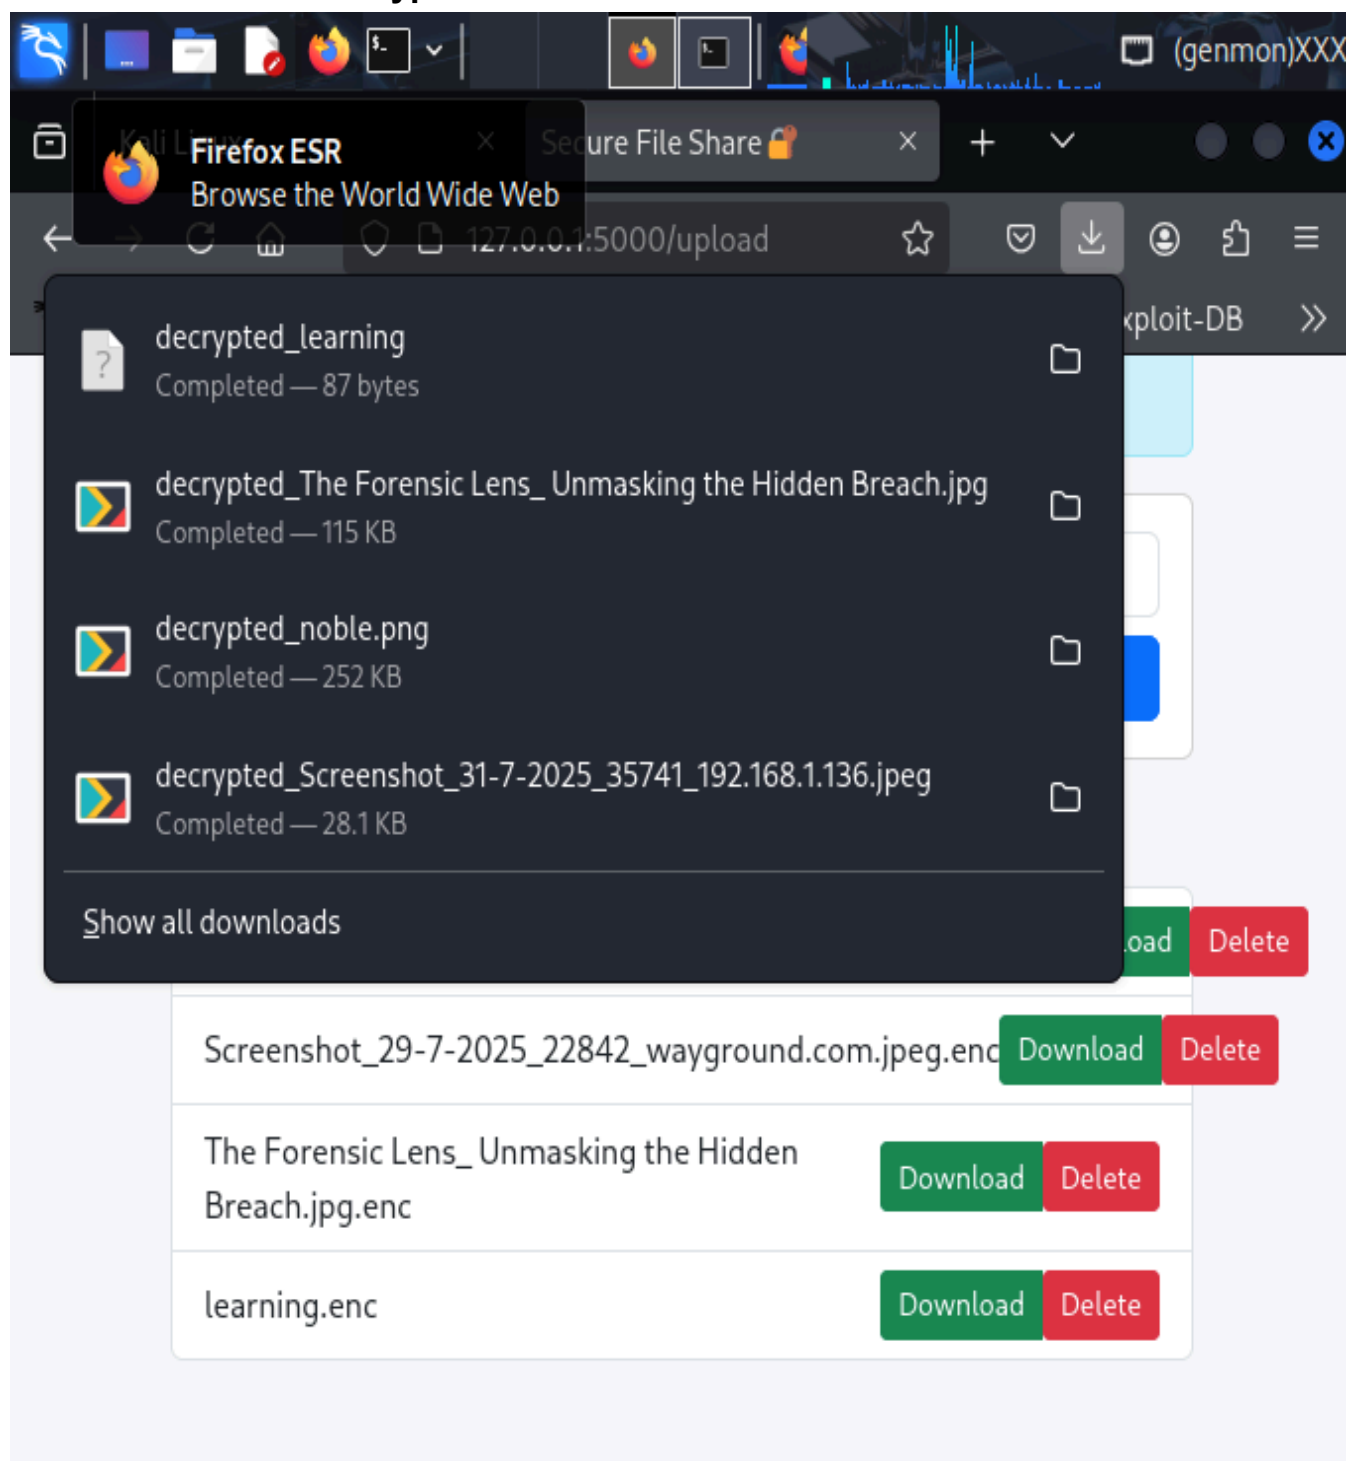 (genmon)XXX
Secure File Share
Firefox ESR
Browse the World Wide Web
127.0.0.1:5000/upload
xploit-DB
decrypted_learning
Completed — 87 bytes
decrypted_The Forensic Lens_ Unmasking the Hidden Breach.jpg
Completed — 115 KB
decrypted_noble.png
Completed — 252 KB
decrypted_Screenshot_31-7-2025_35741_192.168.1.136.jpeg
Completed — 28.1 KB
Show all downloads
load Delete
Screenshot_29-7-2025_22842_wayground.com.jpeg.enc Download Delete
The Forensic Lens_ Unmasking the Hidden
Breach.jpg.enc
Download Delete
learning.enc Download Delete